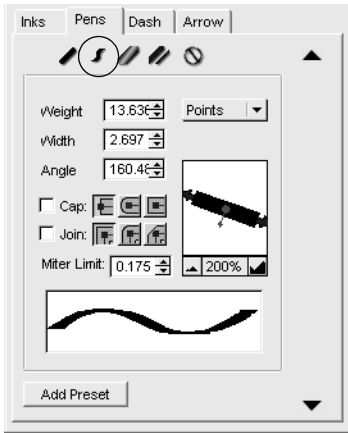 Inks Pens Dash Arrow
Weight 13.636 Points
Width 2.697
Angle 160.48
Cap:
Join:
Miter Limit: 0.175 200%
Add Preset